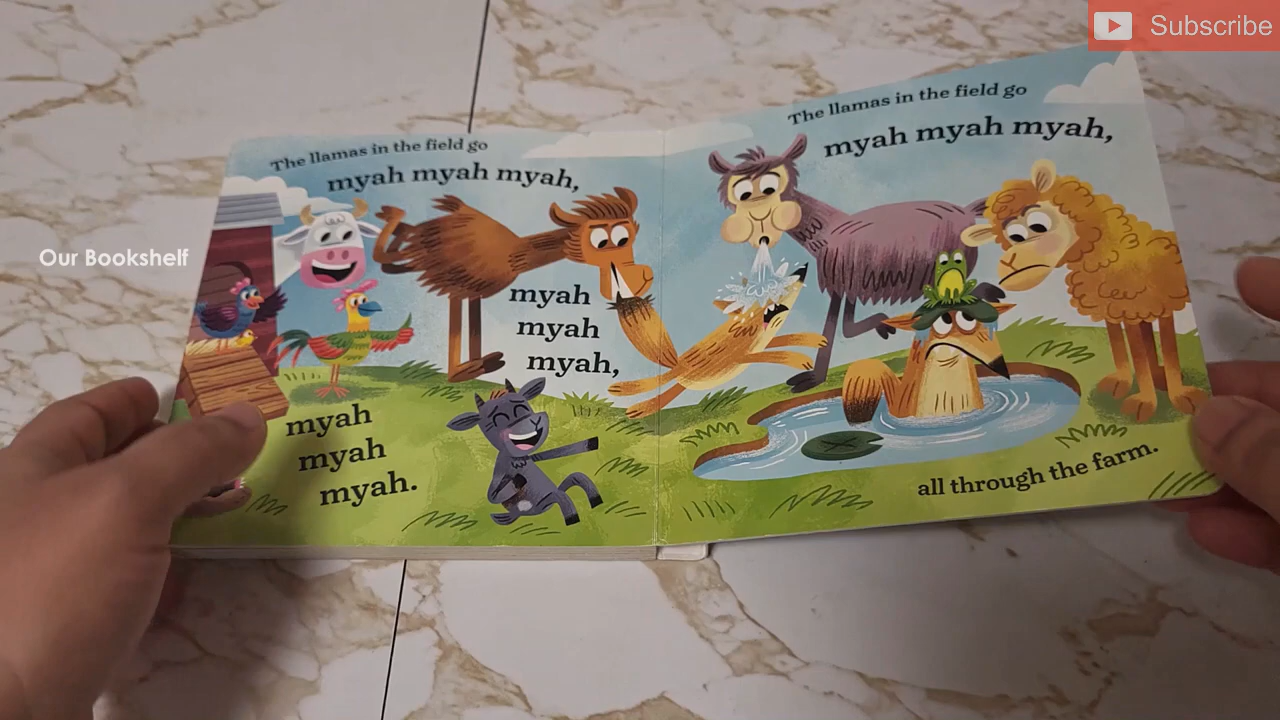 Subscribe
Our Bookshelf
The llamas in the field go
myah myah myah,
myah
myah
myah,
myah
myah
myah.
The llamas in the field go
myah myah myah,
all through the farm.